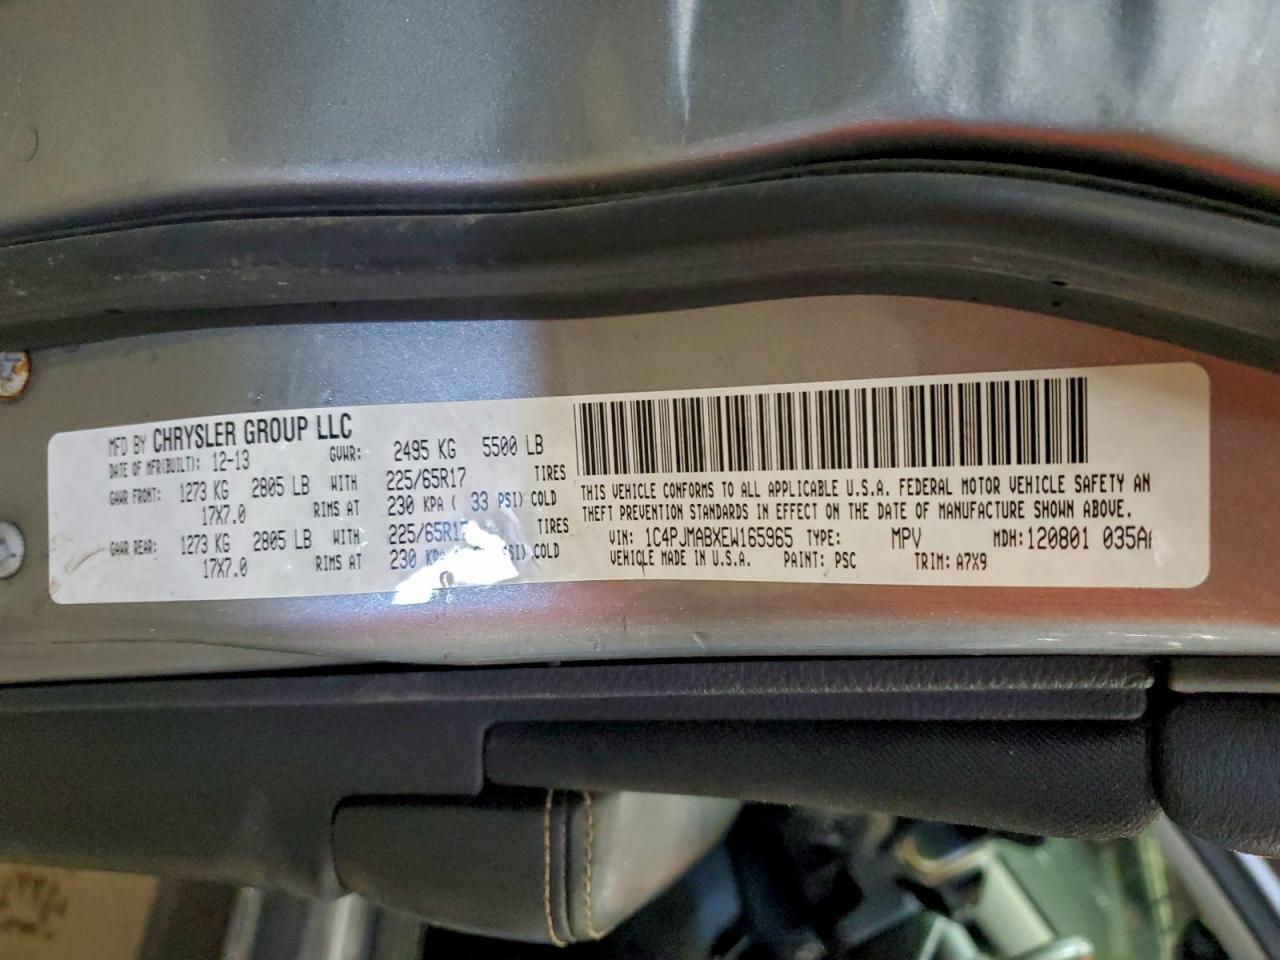 MFD BY CHRYSLER GROUP LLC
DATE OF MFR(BUILT): 12-13 GVWR: 2495 KG 5500 LB
GAWR FRONT: 1273 KG 2805 LB WITH 225/65R17 TIRES
17X7.0 RIMS AT 230 KPA ( 33 PSI) COLD
GAWR REAR: 1273 KG 2805 LB WITH 225/65R17 TIRES
17X7.0 RIMS AT 230 COLD
THIS VEHICLE CONFORMS TO ALL APPLICABLE U.S.A. FEDERAL MOTOR VEHICLE SAFETY AN
THEFT PREVENTION STANDARDS IN EFFECT ON THE DATE OF MANUFACTURE SHOWN ABOVE.
VIN: 1C4PJMABXEW165965 TYPE: MPV MDH: 120801 035A
VEHICLE MADE IN U.S.A. PAINT: PSC TRIM: A7X9